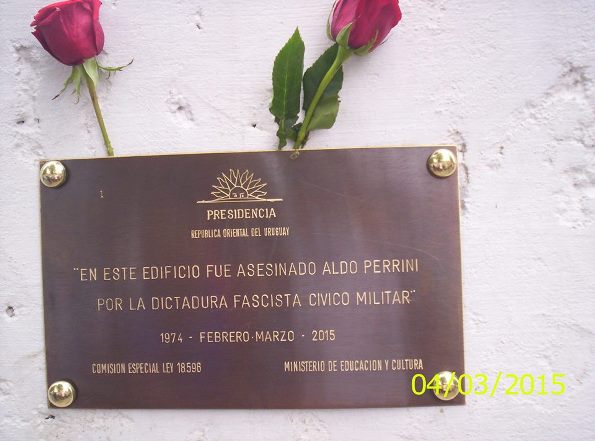 PRESIDENCIA
REPUBLICA ORIENTAL DEL URUGUAY
"EN ESTE EDIFICIO FUE ASESINADO ALDO PERRINI
POR LA DICTADURA FASCISTA CIVICO MILITAR"
1974 - FEBRERO-MARZO - 2015
COMISION ESPECIAL LEY 18596 MINISTERIO DE EDUCACION Y CULTURA
04/03/2015